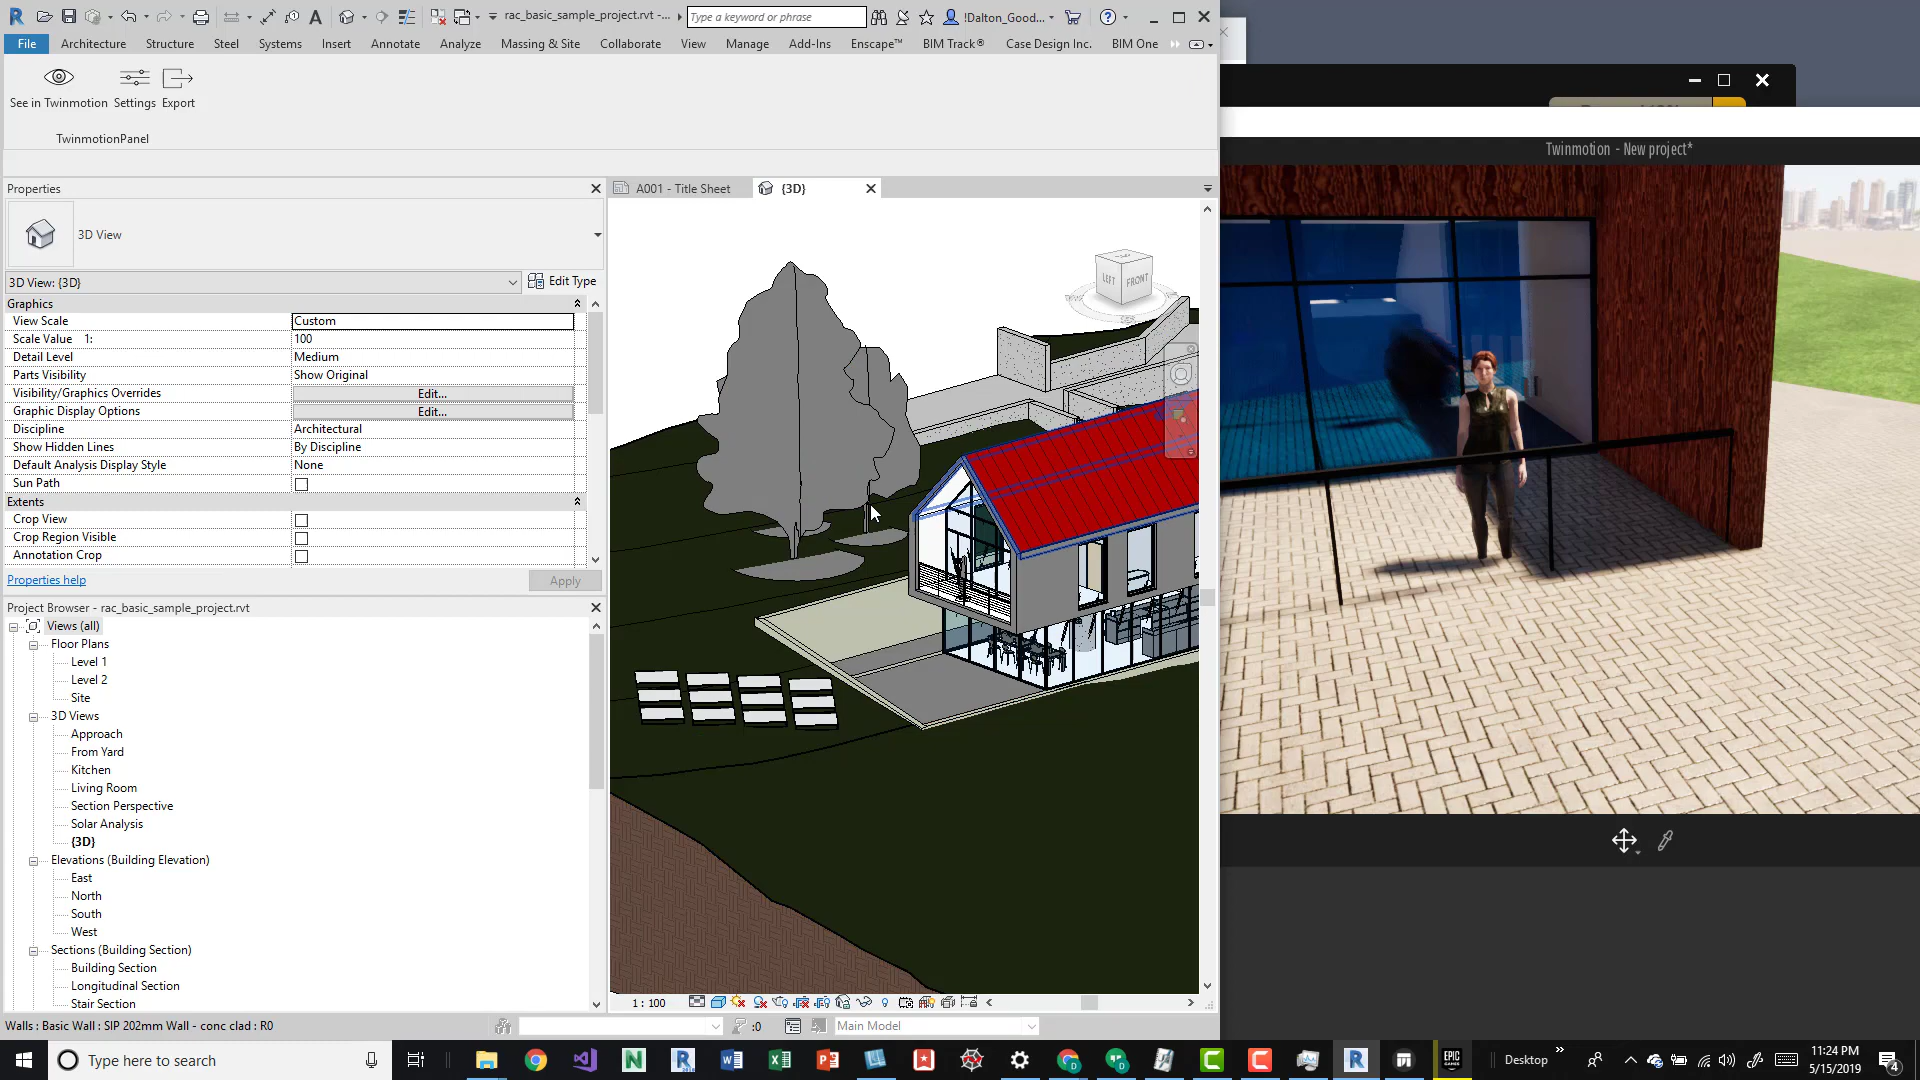 rac_basic_sample_project.rvt -...
Type a keyword or phrase
!Dalton_Good...
File
Architecture
Structure
Steel
Systems
Insert
Annotate
Analyze
Massing & Site
Collaborate
View
Manage
Add-Ins
Enscape™
BIM Track®
Case Design Inc.
BIM One
See in Twinmotion
Settings
Export
TwinmotionPanel
Twinmotion - New project*
Properties
A001 - Title Sheet
{3D}
3D View
3D View: {3D}
Edit Type
Graphics
View Scale
Custom
Scale Value 1:
100
Detail Level
Medium
Parts Visibility
Show Original
Visibility/Graphics Overrides
Edit...
Graphic Display Options
Edit...
Discipline
Architectural
Show Hidden Lines
By Discipline
Default Analysis Display Style
None
Sun Path
Extents
Crop View
Crop Region Visible
Annotation Crop
Properties help
Apply
LEFT
FRONT
Project Browser - rac_basic_sample_project.rvt
Views (all)
Floor Plans
Level 1
Level 2
Site
3D Views
Approach
From Yard
Kitchen
Living Room
Section Perspective
Solar Analysis
{3D}
Elevations (Building Elevation)
East
North
South
West
Sections (Building Section)
Building Section
Longitudinal Section
Stair Section
1 : 100
Walls : Basic Wall : SIP 202mm Wall - conc clad : R0
:0
Main Model
Type here to search
EPIC
GAMES
Desktop
11:24 PM
5/15/2019
4